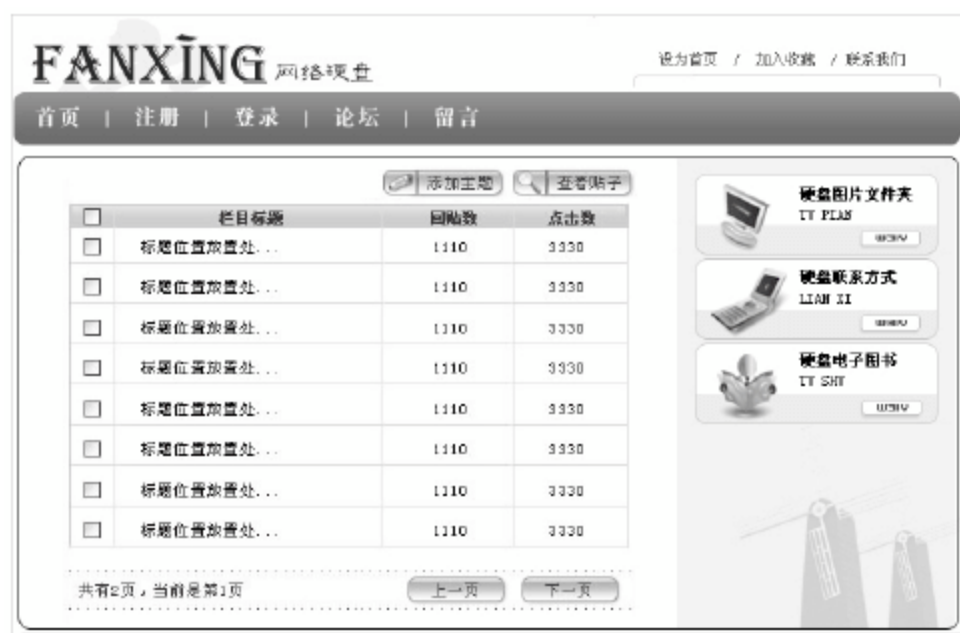 FANXING 网络硬盘
设为首页 / 加入收藏 / 联系我们
首页 | 注册 | 登录 | 论坛 | 留言
添加主题 查看贴子
栏目标题 回贴数 点击数
标题位置放置处... 1110 3330
标题位置放置处... 1110 3330
标题位置放置处... 1110 3330
标题位置放置处... 1110 3330
标题位置放置处... 1110 3330
标题位置放置处... 1110 3330
标题位置放置处... 1110 3330
标题位置放置处... 1110 3330
共有2页，当前是第1页 上一页 下一页
硬盘图片文件夹
硬盘联系方式
LIAN XI
硬盘电子图书